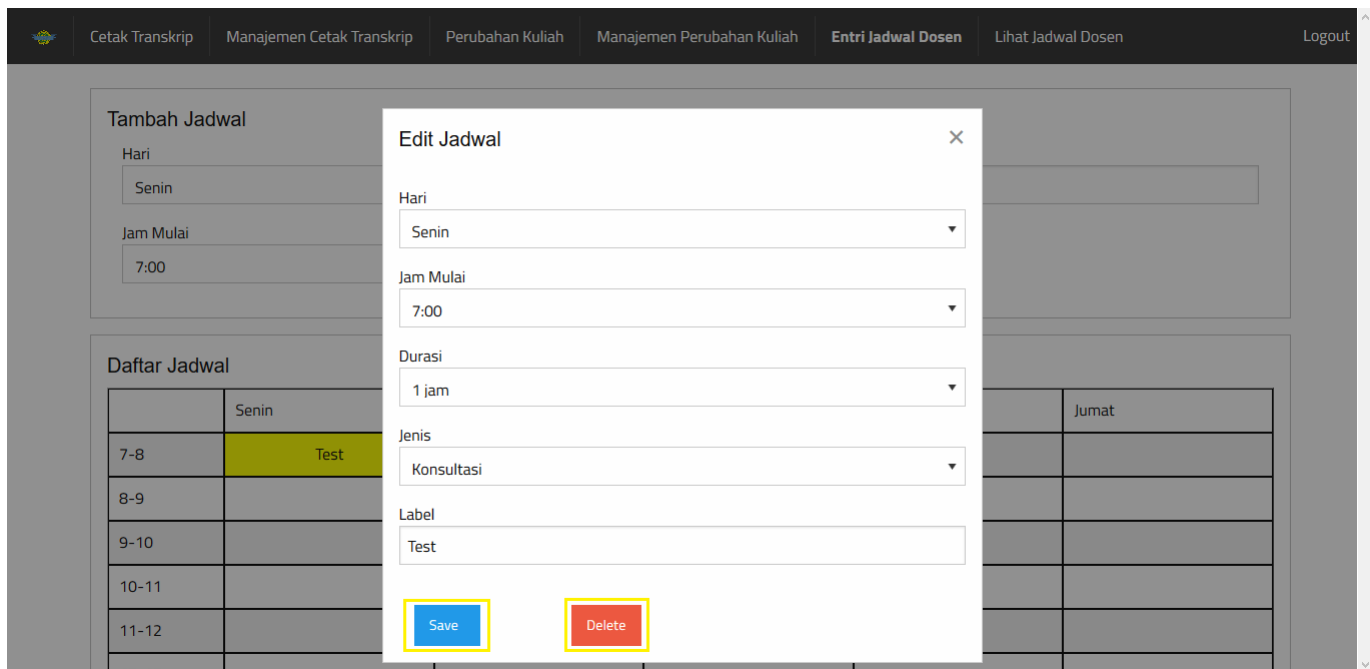 Cetak Transkrip Manajemen Cetak Transkrip Perubahan Kuliah Manajemen Perubahan Kuliah Entri Jadwal Dosen Lihat Jadwal Dosen Logout
Tambah Jadwal
Hari
Senin
Jam Mulai
7:00
Edit Jadwal ×
Hari
Senin
Jam Mulai
7:00
Durasi
1 jam
Jenis
Konsultasi
Label
Test
Save Delete
Daftar Jadwal
Senin Jumat
7-8 Test
8-9
9-10
10-11
11-12